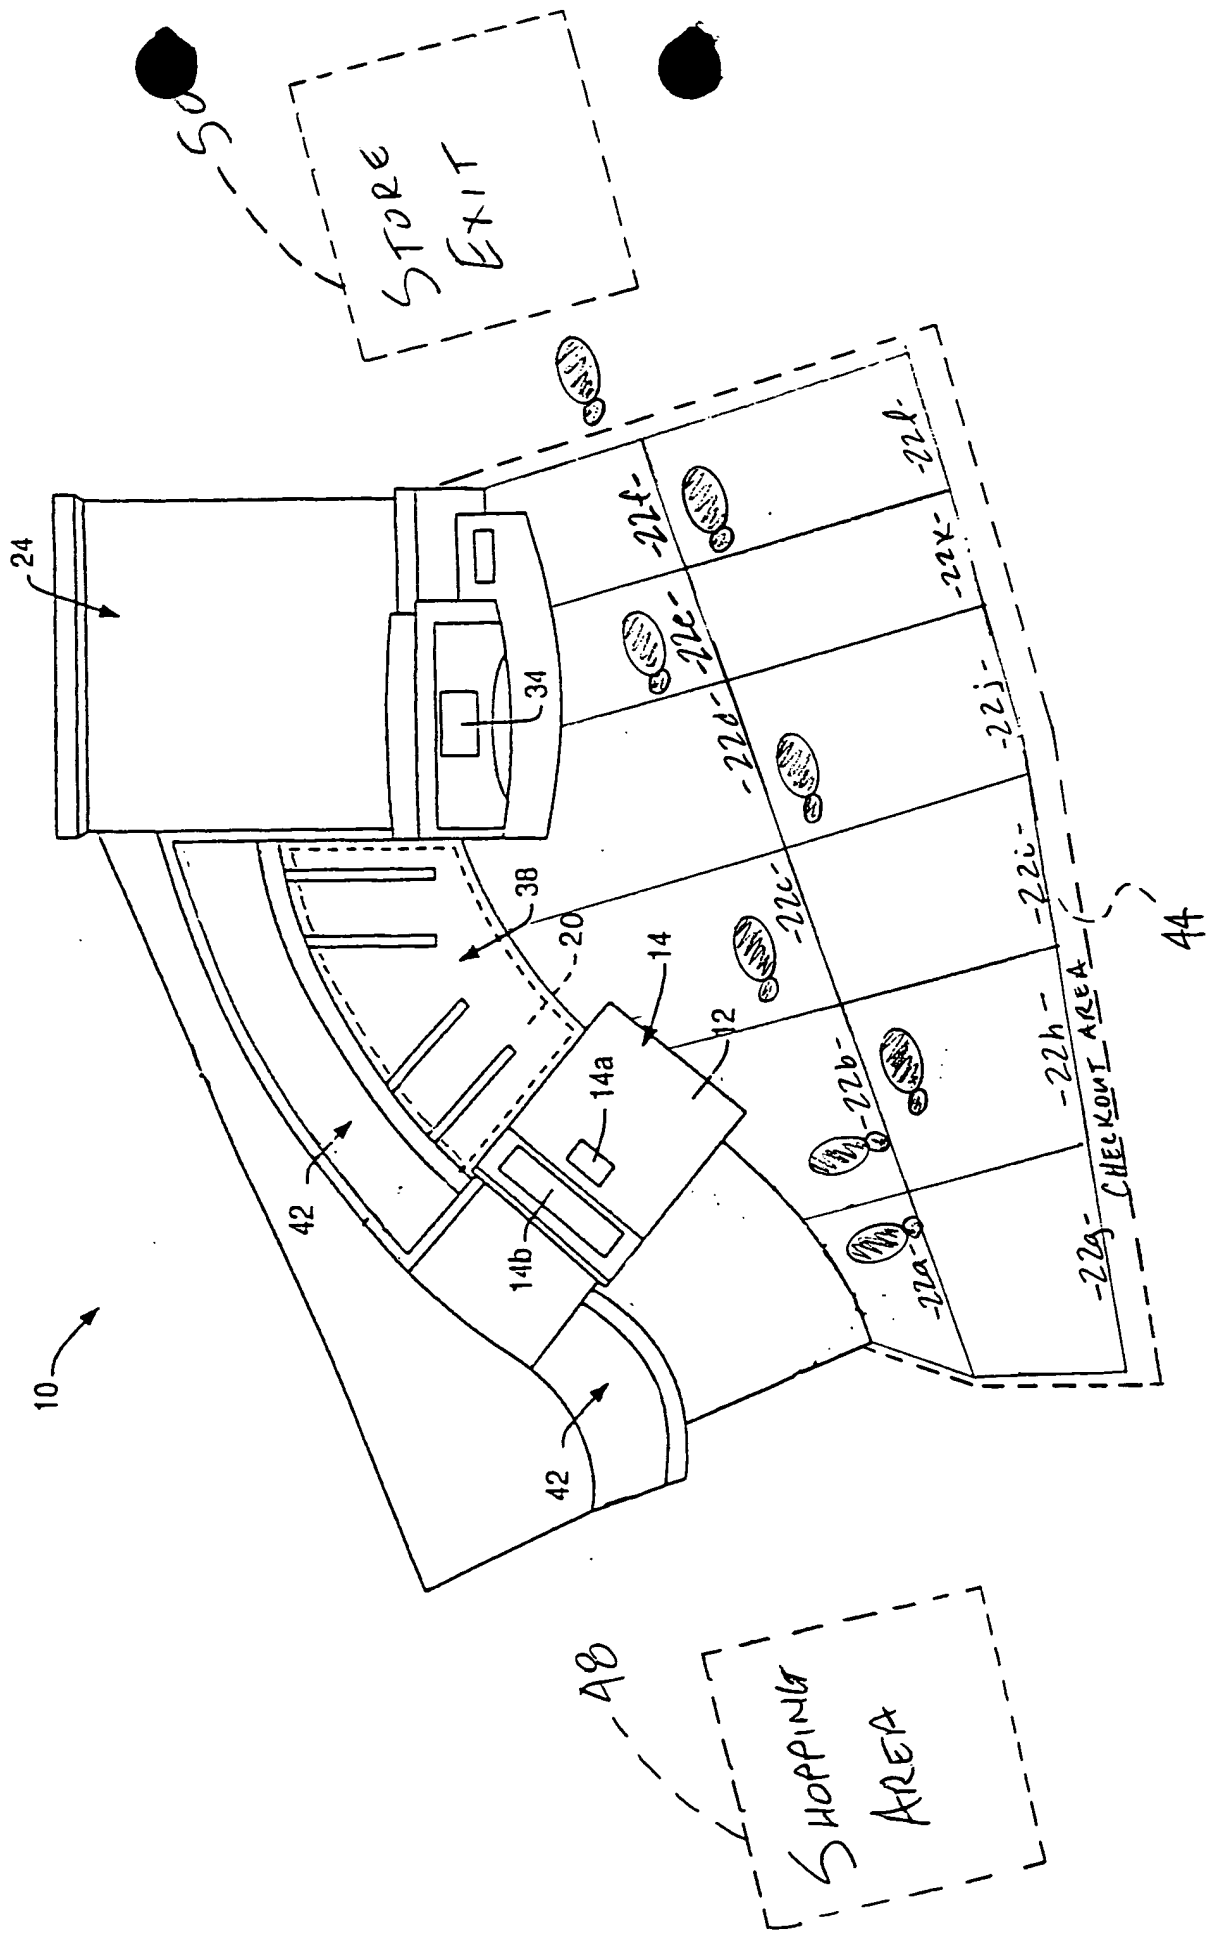 24
10
50
42
STORE
EXIT
14b
38
34
42
20
14a
48
14
-22f-
-22e-
12
-22d-
SHOPPING
AREA
-22c-
-22b-
-22a-
-22l-
-22k-
-22j-
-22i-
-22h-
-22g-
CHECKOUT AREA
44